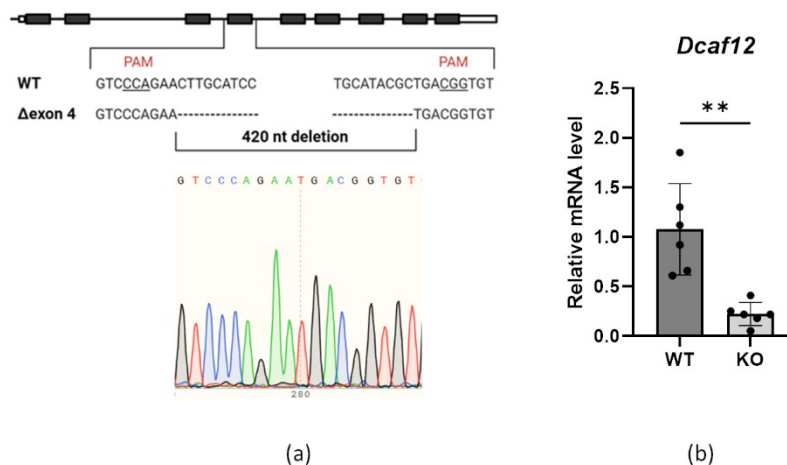 PAM PAM
WT GTCCCAGAACTTGCATCC TGCATACGCTGACGGTGT
Δexon 4 GTCCCAGAA-------------- --------------TGACGGTGT
420 nt deletion
G T C C C A G A A T G A C G G T G T
280
(a)
Dcaf12
**
Relative mRNA level
2.5
2.0
1.5
1.0
0.5
0.0
WT KO
(b)